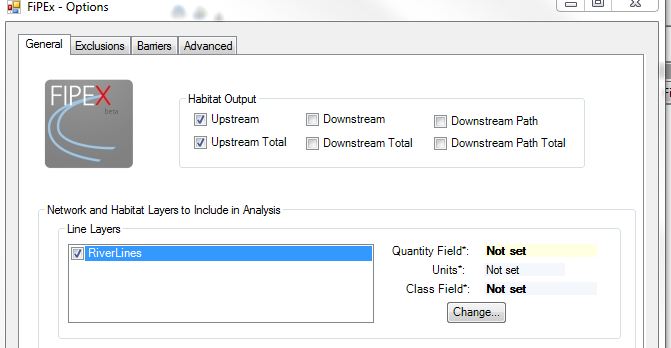 FiPEx - Options
General Exclusions Barriers Advanced
FIPEX
beta
Habitat Output
Upstream Downstream Downstream Path
Upstream Total Downstream Total Downstream Path Total
Network and Habitat Layers to Include in Analysis
Line Layers
RiverLines
Quantity Field*: Not set
Units*: Not set
Class Field*: Not set
Change...